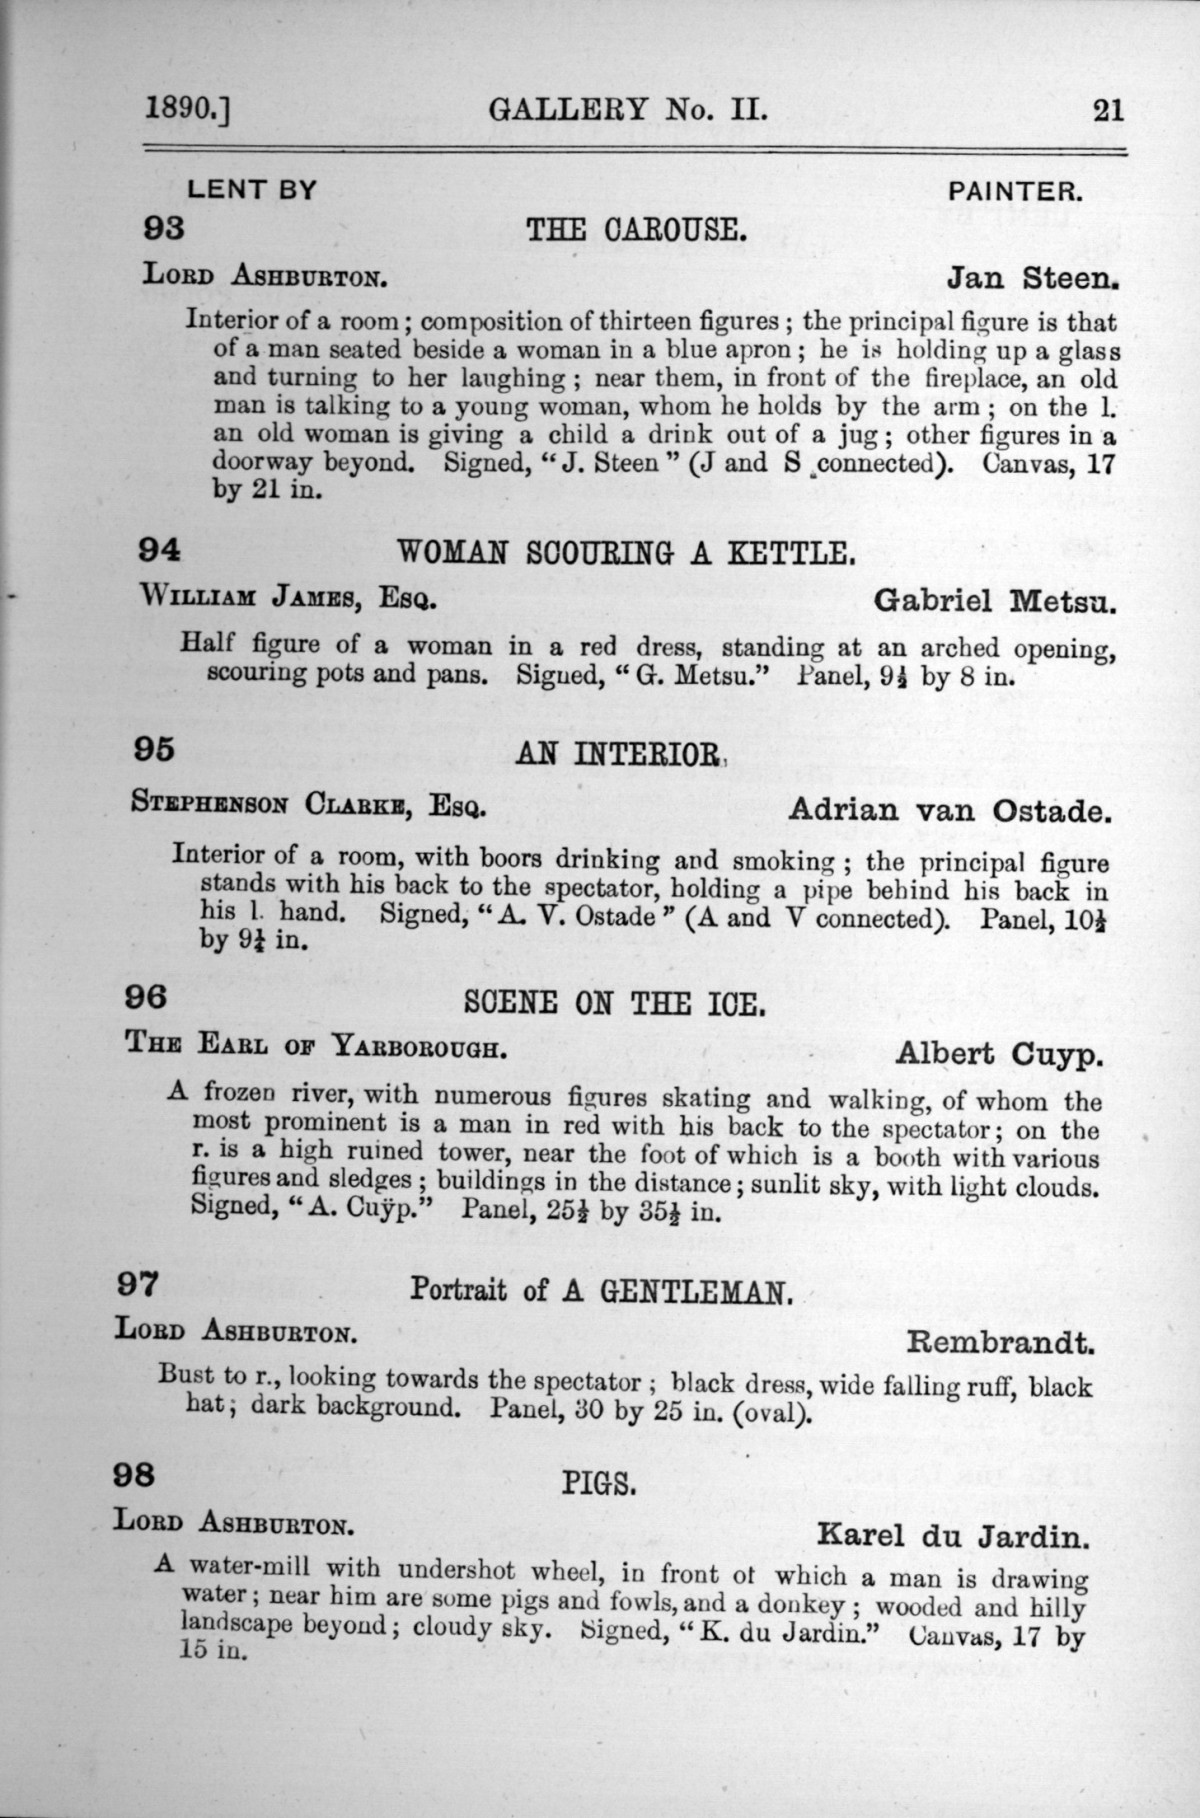 1890.] GALLERY No. II. 21
LENT BY PAINTER.
93 THE CAROUSE.
LORD ASHBURTON. Jan Steen.
Interior of a room; composition of thirteen figures; the principal figure is that
of a man seated beside a woman in a blue apron; he is holding up a glass
and turning to her laughing; near them, in front of the fireplace, an old
man is talking to a young woman, whom he holds by the arm; on the l.
an old woman is giving a child a drink out of a jug; other figures in a
doorway beyond. Signed, "J. Steen" (J and S connected). Canvas, 17
by 21 in.
94 WOMAN SCOURING A KETTLE.
WILLIAM JAMES, ESQ. Gabriel Metsu.
Half figure of a woman in a red dress, standing at an arched opening,
scouring pots and pans. Signed, "G. Metsu." Panel, 9½ by 8 in.
95 AN INTERIOR.
STEPHENSON CLARKE, ESQ. Adrian van Ostade.
Interior of a room, with boors drinking and smoking; the principal figure
stands with his back to the spectator, holding a pipe behind his back in
his l. hand. Signed, "A. V. Ostade" (A and V connected). Panel, 10½
by 9¼ in.
96 SCENE ON THE ICE.
THE EARL OF YARBOROUGH. Albert Cuyp.
A frozen river, with numerous figures skating and walking, of whom the
most prominent is a man in red with his back to the spectator; on the
r. is a high ruined tower, near the foot of which is a booth with various
figures and sledges; buildings in the distance; sunlit sky, with light clouds.
Signed, "A. Cuÿp." Panel, 25½ by 35½ in.
97 Portrait of A GENTLEMAN.
LORD ASHBURTON. Rembrandt.
Bust to r., looking towards the spectator; black dress, wide falling ruff, black
hat; dark background. Panel, 30 by 25 in. (oval).
98 PIGS.
LORD ASHBURTON. Karel du Jardin.
A water-mill with undershot wheel, in front of which a man is drawing
water; near him are some pigs and fowls, and a donkey; wooded and hilly
landscape beyond; cloudy sky. Signed, "K. du Jardin." Canvas, 17 by
15 in.